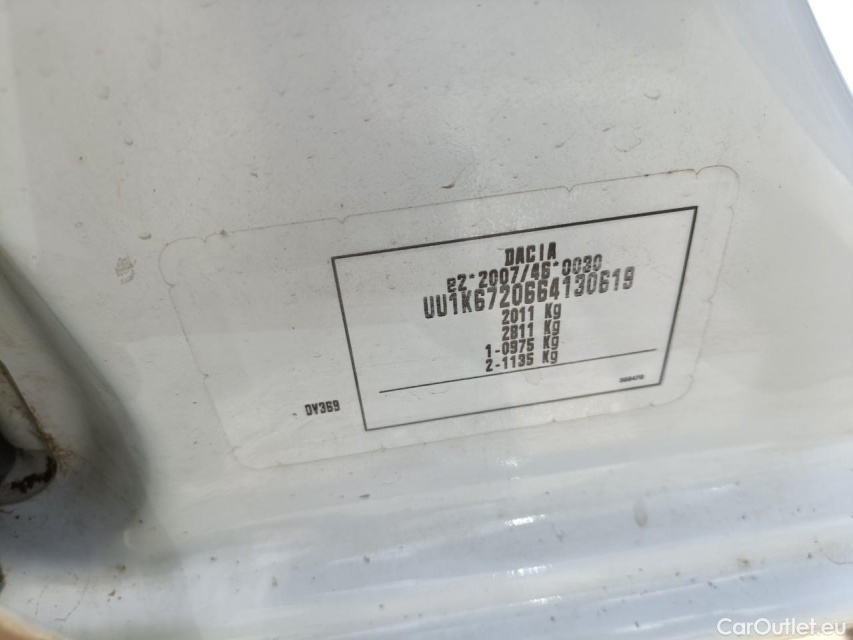 DACIA
e2*2007/46*0030
UU1K6720664130619
2011 Kg
2811 Kg
1-0975 Kg
2-1135 Kg
DV369
CarOutlet.eu